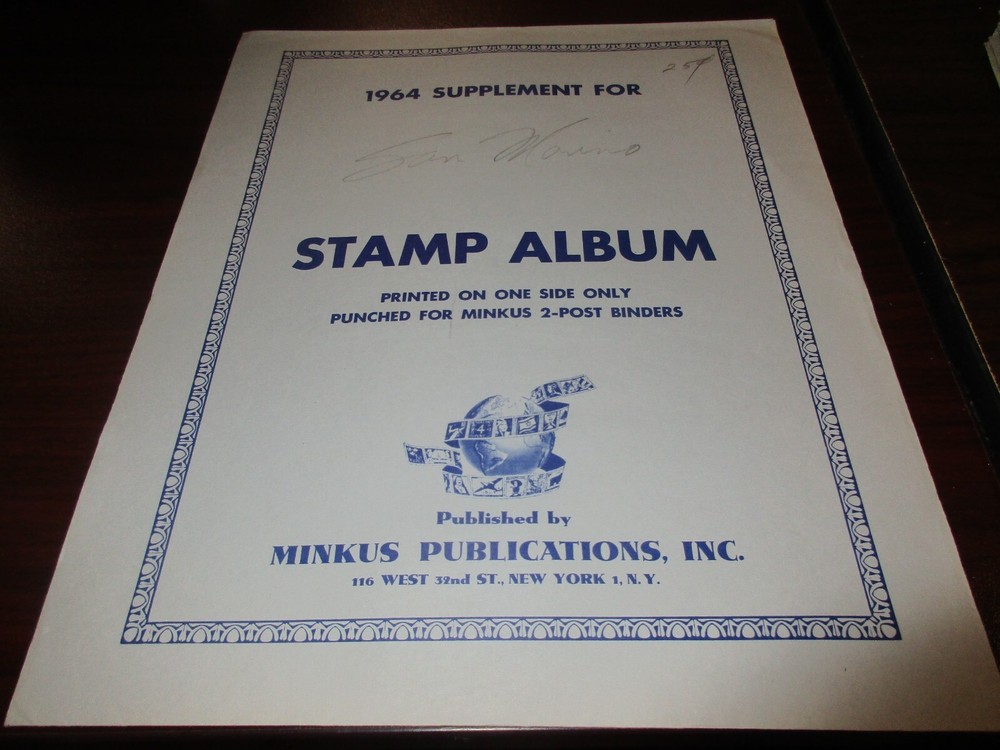 25¢
1964 SUPPLEMENT FOR
San Marino
STAMP ALBUM
PRINTED ON ONE SIDE ONLY
PUNCHED FOR MINKUS 2-POST BINDERS
Published by
MINKUS PUBLICATIONS, INC.
116 WEST 32nd ST., NEW YORK 1, N.Y.